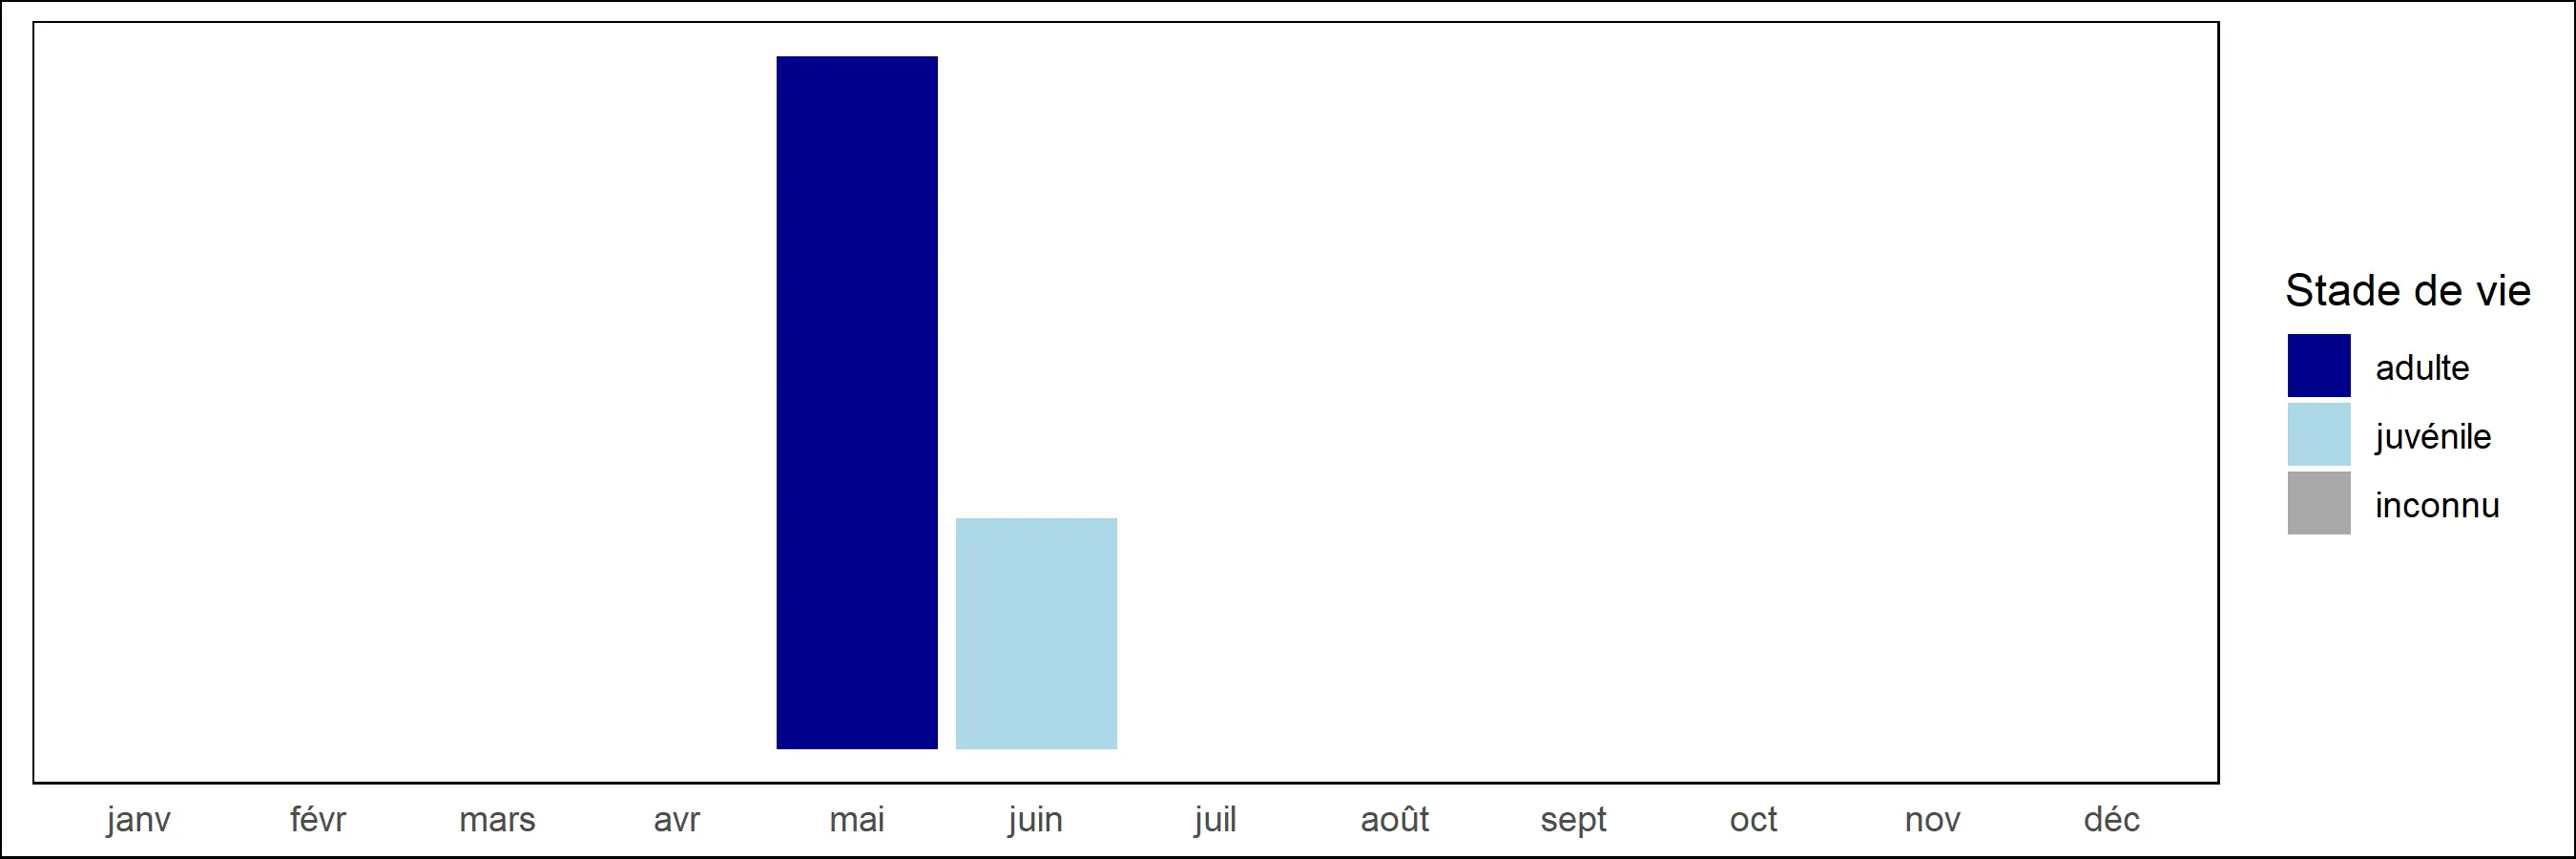 Stade de vie
adulte
juvénile
inconnu
janv févr mars avr mai juin juil août sept oct nov déc